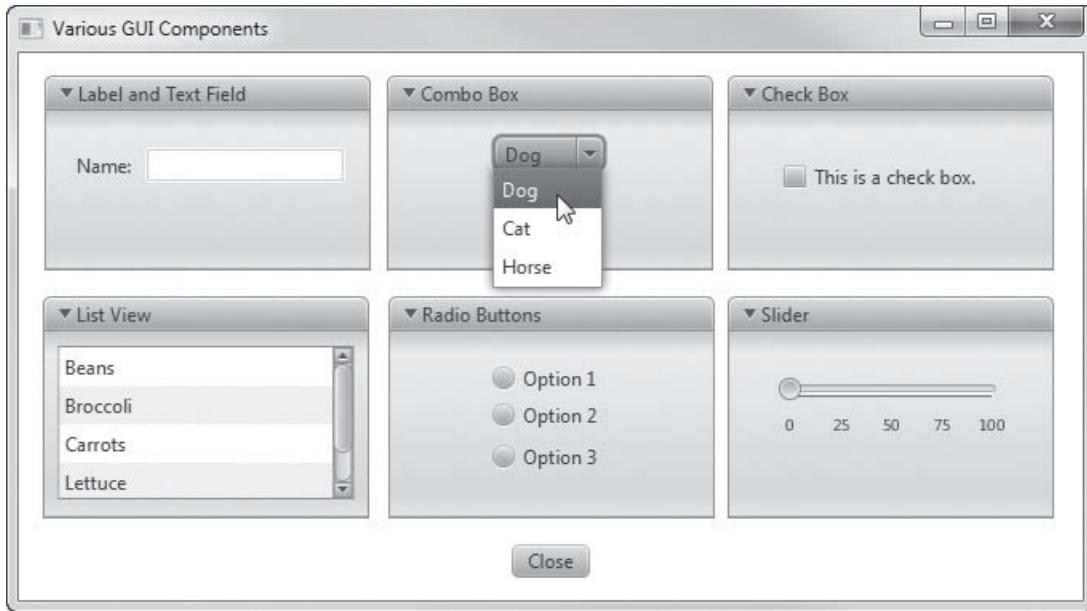 Various GUI Components
Label and Text Field
Name:
Combo Box
Dog
Dog
Cat
Horse
Check Box
This is a check box.
List View
Beans
Broccoli
Carrots
Lettuce
Radio Buttons
Option 1
Option 2
Option 3
Slider
0 25 50 75 100
Close